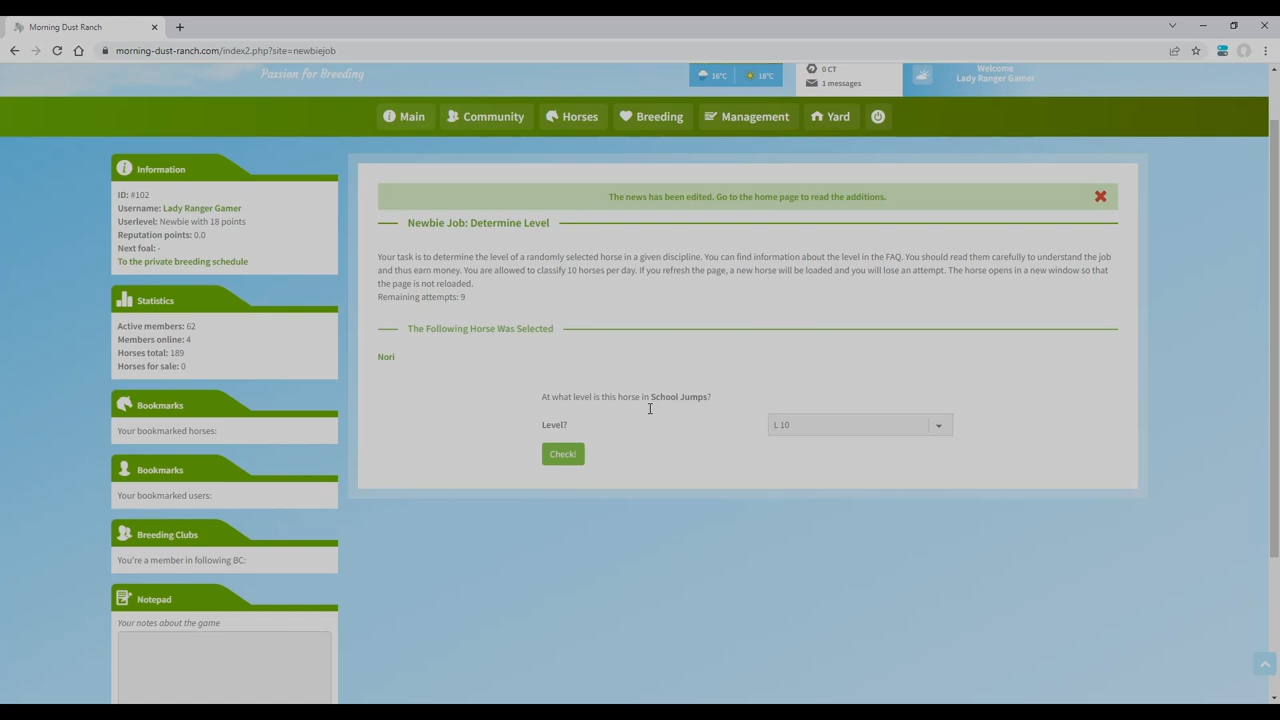 Morning Dust Ranch
morning-dust-ranch.com/index2.php?site=newbiejob
Passion for Breeding
16°C
18°C
0 CT
1 messages
Welcome
Lady Ranger Gamer
Main
Community
Horses
Breeding
Management
Yard
Information
ID: #102
Username: Lady Ranger Gamer
Userlevel: Newbie with 18 points
Reputation points: 0.0
Next foal: -
To the private breeding schedule
Statistics
Active members: 62
Members online: 4
Horses total: 189
Horses for sale: 0
Bookmarks
Your bookmarked horses:
Bookmarks
Your bookmarked users:
Breeding Clubs
You're a member in following BC:
Notepad
Your notes about the game
The news has been edited. Go to the home page to read the additions.
Newbie Job: Determine Level
Your task is to determine the level of a randomly selected horse in a given discipline. You can find information about the level in the FAQ. You should read them carefully to understand the job
and thus earn money. You are allowed to classify 10 horses per day. If you refresh the page, a new horse will be loaded and you will lose an attempt. The horse opens in a new window so that
the page is not reloaded.
Remaining attempts: 9
The Following Horse Was Selected
Nori
At what level is this horse in School Jumps?
Level?
L 10
Check!